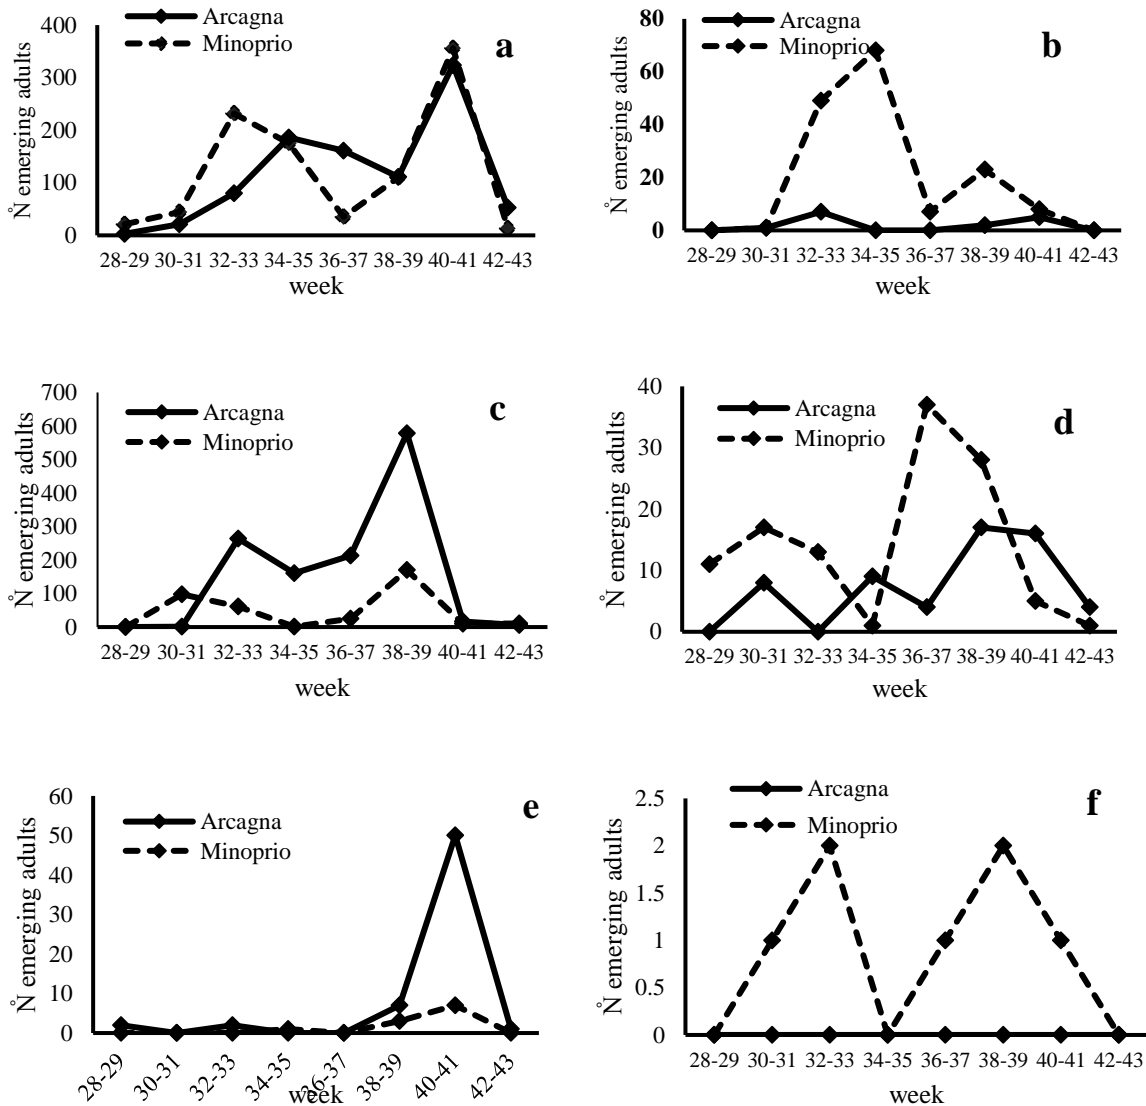 a
Arcagna
Minoprio
N̊ emerging adults
400
300
200
100
0
28-29 30-31 32-33 34-35 36-37 38-39 40-41 42-43
week
b
Arcagna
Minoprio
N̊ emerging adults
80
60
40
20
0
28-29 30-31 32-33 34-35 36-37 38-39 40-41 42-43
week
c
Arcagna
Minoprio
N̊ emerging adults
700
600
500
400
300
200
100
0
28-29 30-31 32-33 34-35 36-37 38-39 40-41 42-43
week
d
Arcagna
Minoprio
N̊ emerging adults
40
30
20
10
0
28-29 30-31 32-33 34-35 36-37 38-39 40-41 42-43
week
e
Arcagna
Minoprio
N̊ emerging adults
60
50
40
30
20
10
0
28-29 30-31 32-33 34-35 36-37 38-39 40-41 42-43
week
f
Arcagna
Minoprio
N̊ emerging adults
2.5
2
1.5
1
0.5
0
28-29 30-31 32-33 34-35 36-37 38-39 40-41 42-43
week